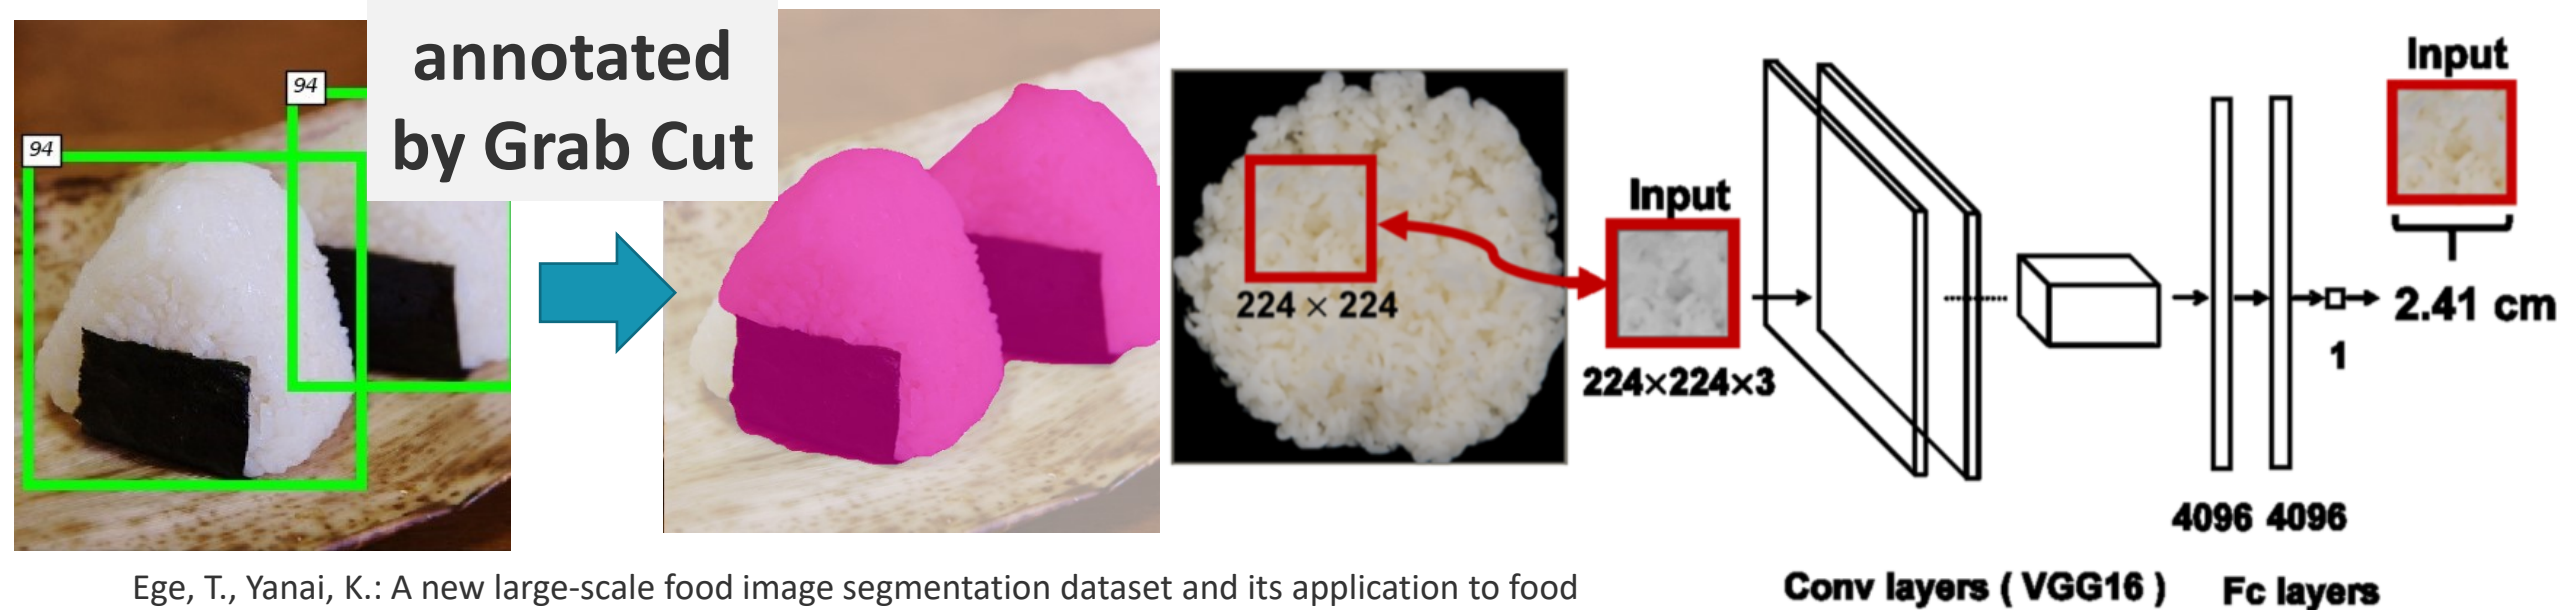 94
94
annotated
by Grab Cut
224 × 224
Input
224×224×3
Input
2.41 cm
1
4096 4096
Conv layers ( VGG16 )
Fc layers
Ege, T., Yanai, K.: A new large-scale food image segmentation dataset and its application to food